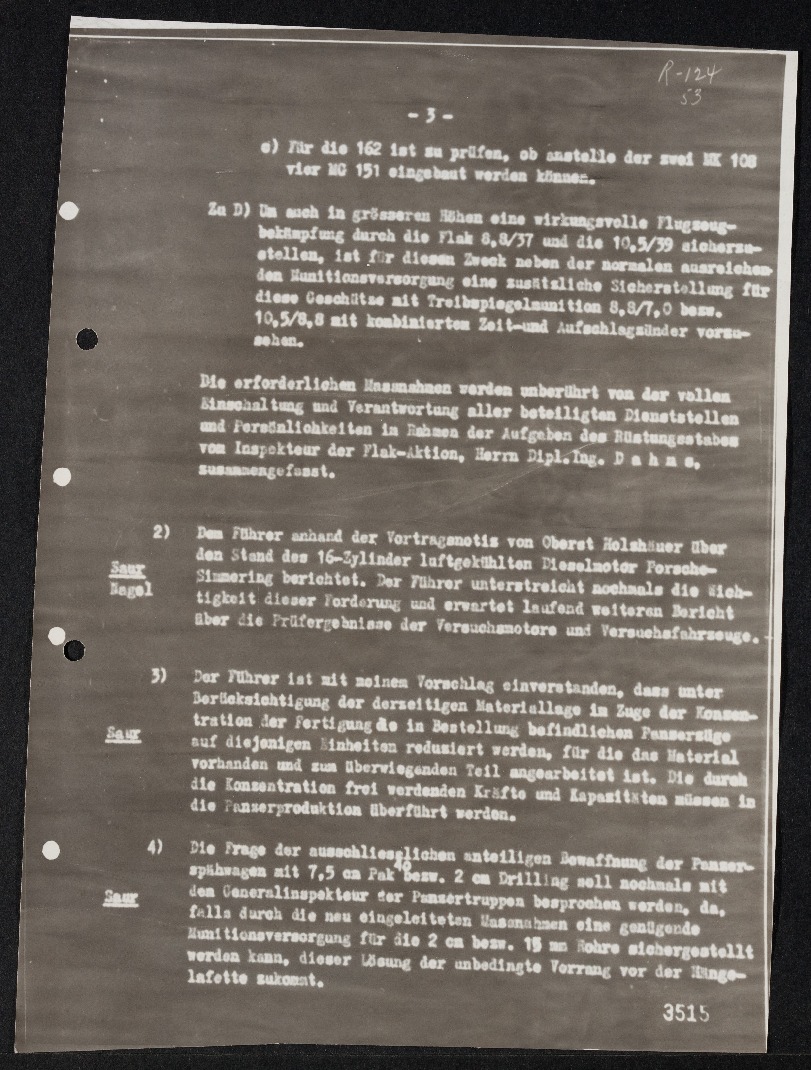 R-124
53
- 3 -
c) Für die 162 ist zu prüfen, ob anstelle der zwei MK 108
vier MG 151 eingebaut werden können.
Zu D) Um auch in grösseren Höhen eine wirkungsvolle Flugzeug-
bekämpfung durch die Flak 8,8/37 und die 10,5/39 sicherzu-
stellen, ist für diesen Zweck neben der normalen ausreichen-
den Munitionsversorgung eine zusätzliche Sicherstellung für
diese Geschütze mit Treibspiegelmunition 8,8/7,0 bezw.
10,5/8,8 mit kombiniertem Zeit-und Aufschlagzünder vorzu-
sehen.
Die erforderlichen Massnahmen werden unberührt von der vollen
Einschaltung und Verantwortung aller beteiligten Dienststellen
und Persönlichkeiten im Rahmen der Aufgaben des Rüstungsstabes
vom Inspekteur der Flak-Aktion, Herrn Dipl.Ing. D a h m s,
zusammengefasst.
2) Dem Führer anhand der Vortragsnotiz von Oberst Holzhäuer über
den Stand des 16-Zylinder luftgekühlten Dieselmotor Porsche-
Saur
Simmering berichtet. Der Führer unterstreicht nochmals die Wich-
Nagel
tigkeit dieser Forderung und erwartet laufend weiteren Bericht
über die Prüfergebnisse der Versuchsmotore und Versuchsfahrzeuge.
3) Der Führer ist mit meinem Vorschlag einverstanden, dass unter
Berücksichtigung der derzeitigen Materiallage im Zuge der Konzen-
tration der Fertigung die in Bestellung befindlichen Panzerzüge
Saur
auf diejenigen Einheiten reduziert werden, für die das Material
vorhanden und zum überwiegenden Teil angearbeitet ist. Die durch
die Konzentration frei werdenden Kräfte und Kapazitäten müssen in
die Panzerproduktion überführt werden.
4) Die Frage der ausschliesslichen anteiligen Bewaffnung der Panzer-
spähwagen mit 7,5 cm Pak 40 bezw. 2 cm Drilling soll nochmals mit
Saur
dem Generalinspekteur der Panzertruppen besprochen werden, da,
falls durch die neu eingeleiteten Massnahmen eine genügende
Munitionsversorgung für die 2 cm bezw. 15 mm Rohre sichergestellt
werden kann, dieser Lösung der unbedingte Vorrang vor der Hänge-
lafette zukommt.
3515